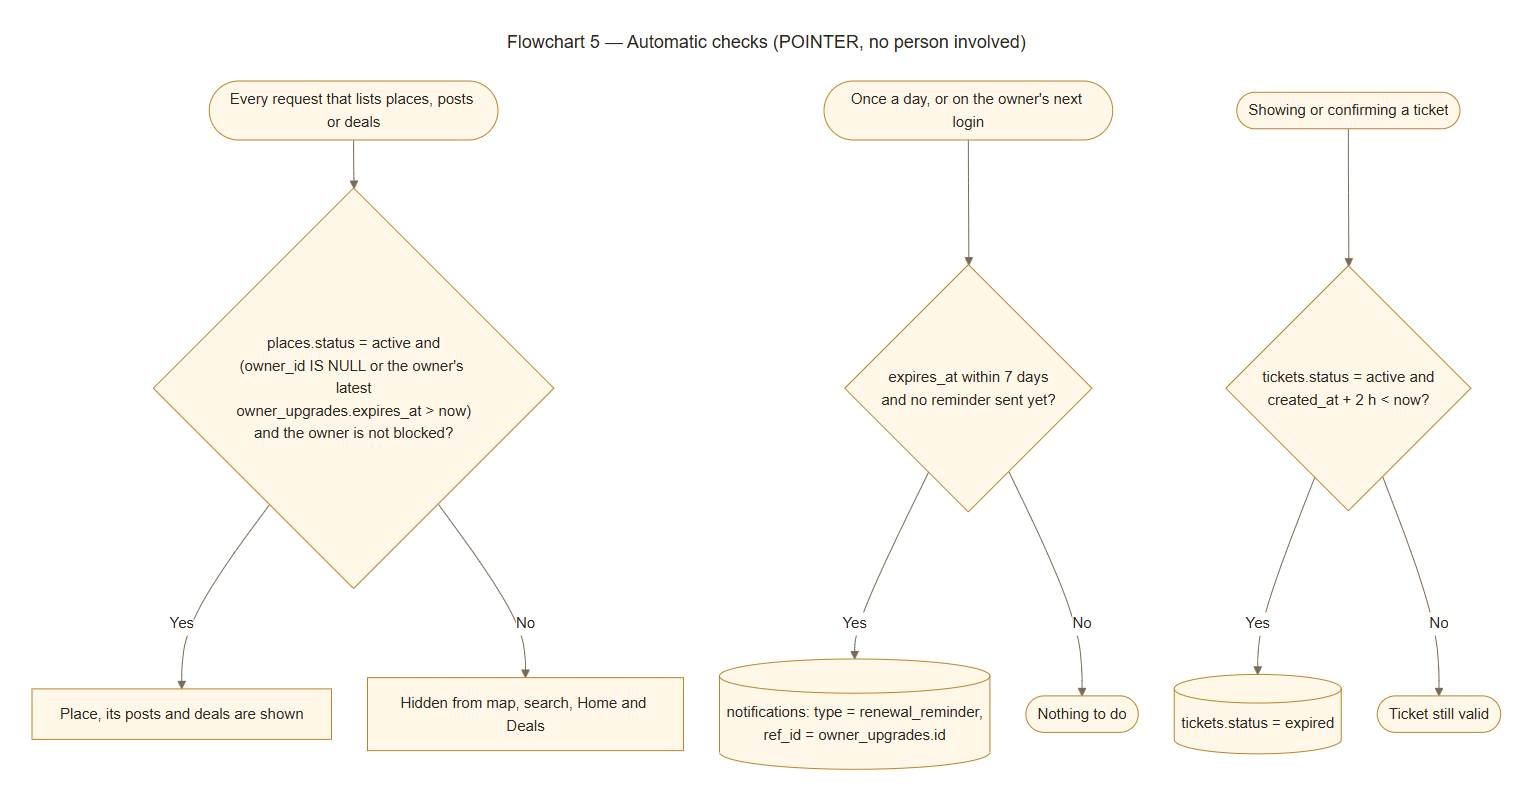 Flowchart 5 — Automatic checks (POINTER, no person involved)
Every request that lists places, posts
or deals
places.status = active and
(owner_id IS NULL or the owner's
latest
owner_upgrades.expires_at > now)
and the owner is not blocked?
Yes
No
Place, its posts and deals are shown
Hidden from map, search, Home and
Deals
Once a day, or on the owner's next
login
expires_at within 7 days
and no reminder sent yet?
Yes
No
notifications: type = renewal_reminder,
ref_id = owner_upgrades.id
Nothing to do
Showing or confirming a ticket
tickets.status = active and
created_at + 2 h < now?
Yes
No
tickets.status = expired
Ticket still valid